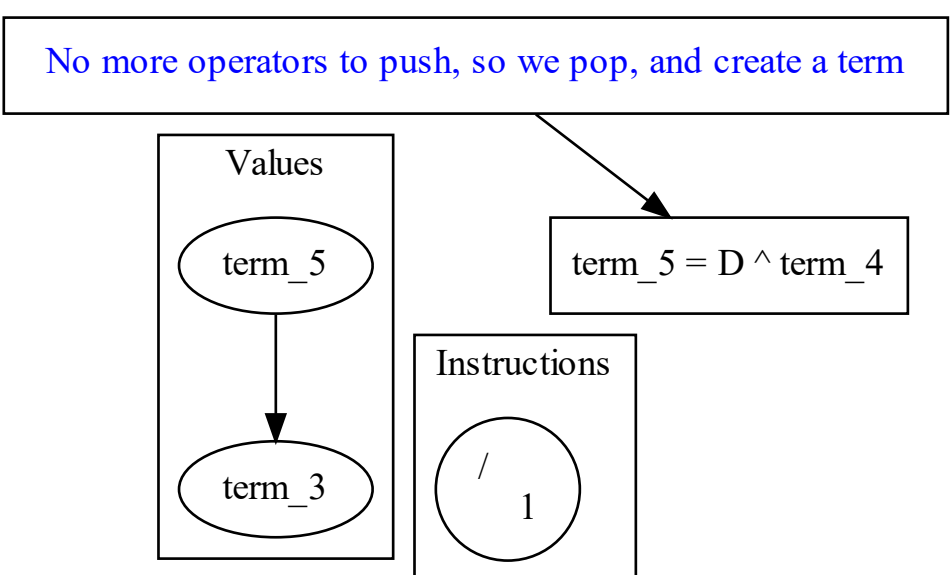 No more operators to push, so we pop, and create a term
Values
term_5
term_5 = D ^ term_4
Instructions
term_3
/
1